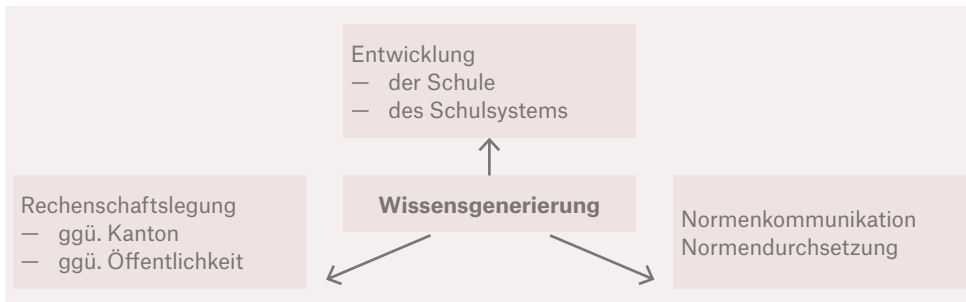 Entwicklung
— der Schule
— des Schulsystems
Rechenschaftslegung
— ggü. Kanton
— ggü. Öffentlichkeit
Wissensgenerierung
Normenkommunikation
Normendurchsetzung